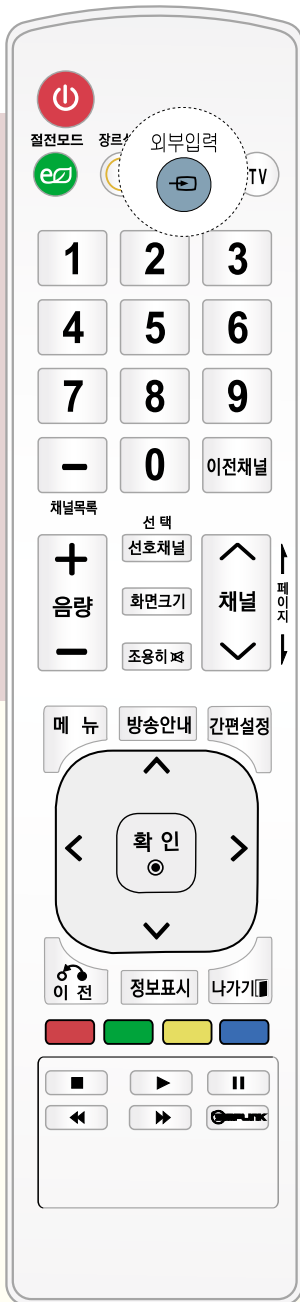 절전모드 장르
외부입력
TV
1 2 3
4 5 6
7 8 9
- 0 이전채널
채널목록
선 택
+ 선호채널
음량 화면크기 채널 페이지
- 조용히
메 뉴 방송안내 간편설정
확 인
이 전 정보표시 나가기